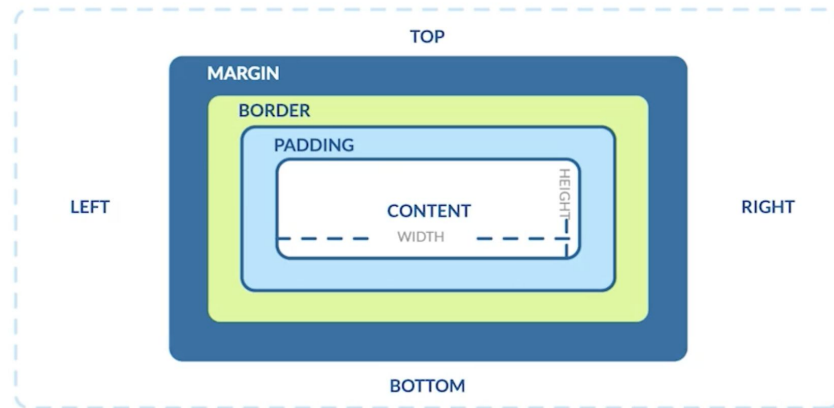 TOP
MARGIN
BORDER
PADDING
HEIGHT
LEFT
CONTENT
RIGHT
WIDTH
BOTTOM